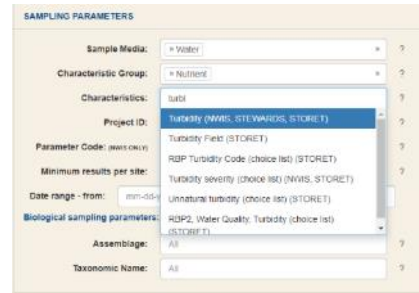 SAMPLING PARAMETERS
Sample Media: × Water × ?
Characteristic Group: × Nutrient × ?
Characteristics: turbi ?
Turbidity (NWIS, STEWARDS, STORET)
Project ID: ?
Turbidity Field (STORET)
Parameter Code: (NWIS ONLY) ?
RBP Turbidity Code (choice list) (STORET)
Minimum results per site: ?
Turbidity severity (choice list) (NWIS, STORET)
Date range - from: mm-dd-y ?
Unnatural turbidity (choice list) (STORET)
Biological sampling parameters:
RBP2, Water Quality, Turbidity (choice list)
(STORET)
Assemblage: All ?
Taxonomic Name: All ?